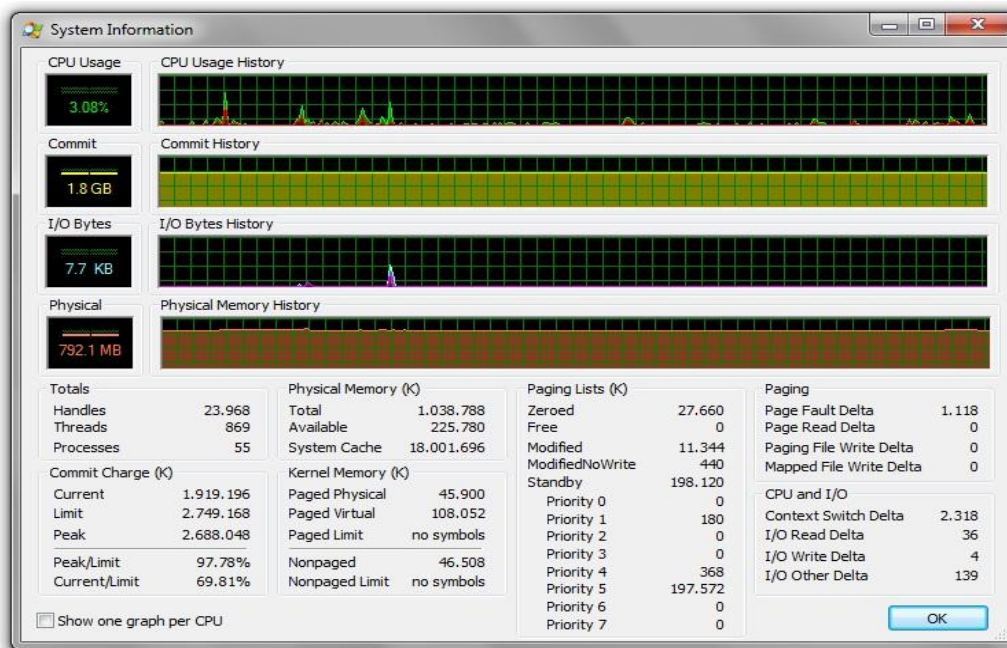 System Information
CPU Usage
CPU Usage History
3.08%
Commit
Commit History
1.8 GB
I/O Bytes
I/O Bytes History
7.7 KB
Physical
Physical Memory History
792.1 MB
Totals
Handles 23.968
Threads 869
Processes 55
Commit Charge (K)
Current 1.919.196
Limit 2.749.168
Peak 2.688.048
Peak/Limit 97.78%
Current/Limit 69.81%
Physical Memory (K)
Total 1.038.788
Available 225.780
System Cache 18.001.696
Kernel Memory (K)
Paged Physical 45.900
Paged Virtual 108.052
Paged Limit no symbols
Nonpaged 46.508
Nonpaged Limit no symbols
Paging Lists (K)
Zeroed 27.660
Free 0
Modified 11.344
ModifiedNoWrite 440
Standby 198.120
Priority 0 0
Priority 1 180
Priority 2 0
Priority 3 0
Priority 4 368
Priority 5 197.572
Priority 6 0
Priority 7 0
Paging
Page Fault Delta 1.118
Page Read Delta 0
Paging File Write Delta 0
Mapped File Write Delta 0
CPU and I/O
Context Switch Delta 2.318
I/O Read Delta 36
I/O Write Delta 4
I/O Other Delta 139
Show one graph per CPU
OK